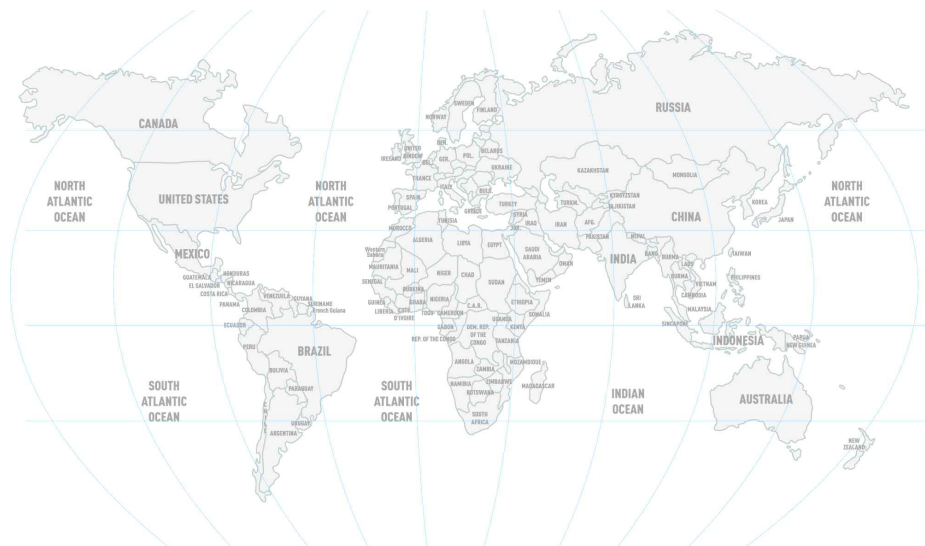 RUSSIA
CANADA
SWEDEN
FINLAND
NORWAY
DEN.
UNITED
KINGDOM
IRELAND
BEL.
GER.
POL.
BELARUS
UKRAINE
FRANCE
ITALY
SPAIN
PORTUGAL
BULG.
GREECE
TURKEY
KAZAKHSTAN
MONGOLIA
KYRGYZSTAN
TAJIKISTAN
TURKM.
NORTH
ATLANTIC
OCEAN
UNITED STATES
NORTH
ATLANTIC
OCEAN
CHINA
KOREA
JAPAN
NORTH
ATLANTIC
OCEAN
SYRIA
IRAQ
IRAN
AFG.
JOR.
PAKISTAN
NEPAL
TUNISIA
MOROCCO
ALGERIA
LIBYA
EGYPT
SAUDI
ARABIA
OMAN
YEMEN
INDIA
BANG.
BURMA
LAOS
TAIWAN
BURMA
VIETNAM
CAMBODIA
PHILIPPINES
MEXICO
GUATEMALA
HONDURAS
EL SALVADOR
NICARAGUA
COSTA RICA
PANAMA
VENEZUELA
GUYANA
SURINAME
French Guiana
COLOMBIA
ECUADOR
Western
Sahara
MAURITANIA
MALI
NIGER
CHAD
SUDAN
SENEGAL
BURKINA
GUINEA
GHANA
NIGERIA
LIBERIA
COTE
D'IVOIRE
TOGO
CAMEROON
C.A.R.
ETHIOPIA
SOMALIA
UGANDA
KENYA
GABON
REP. OF THE CONGO
DEM. REP.
OF THE
CONGO
TANZANIA
SRI
LANKA
MALAYSIA
SINGAPORE
INDONESIA
PAPUA
NEW GUINEA
PERU
BRAZIL
BOLIVIA
PARAGUAY
CHILE
URUGUAY
ARGENTINA
SOUTH
ATLANTIC
OCEAN
SOUTH
ATLANTIC
OCEAN
ANGOLA
ZAMBIA
MOZAMBIQUE
NAMIBIA
ZIMBABWE
BOTSWANA
MADAGASCAR
SOUTH
AFRICA
INDIAN
OCEAN
AUSTRALIA
NEW
ZEALAND